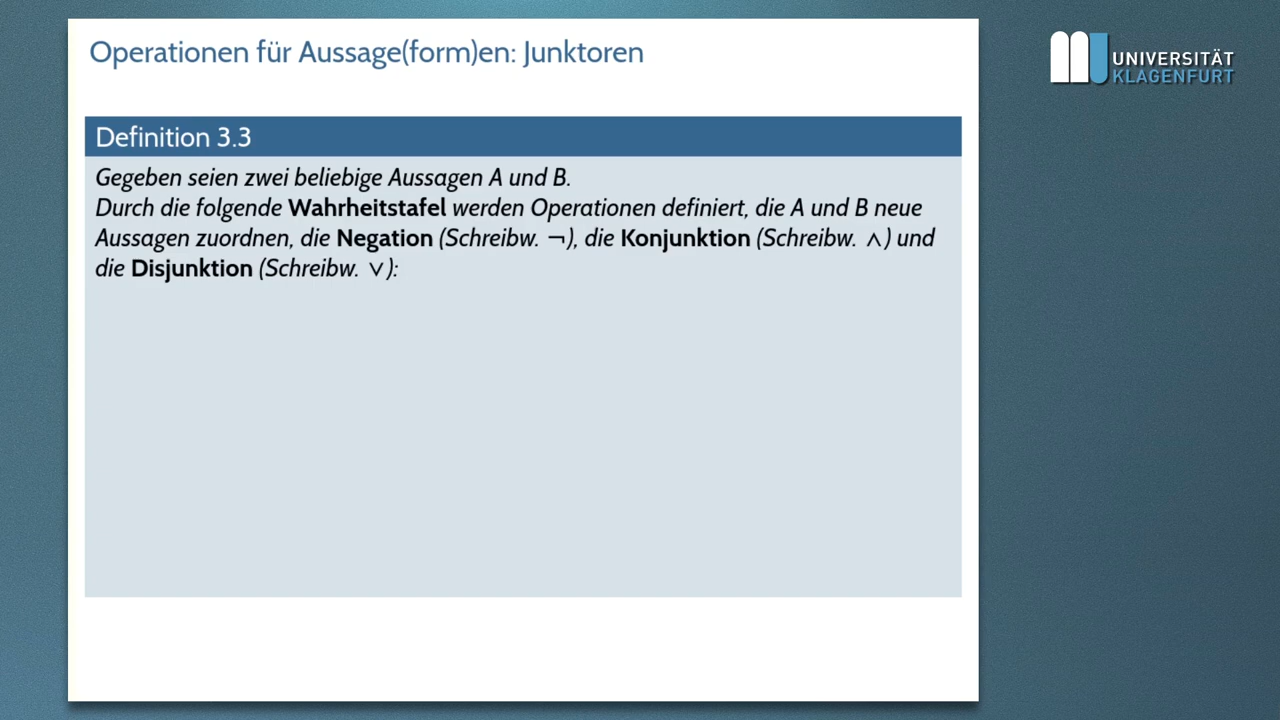 Operationen für Aussage(form)en: Junktoren
UNIVERSITÄT
KLAGENFURT
Definition 3.3
Gegeben seien zwei beliebige Aussagen A und B.
Durch die folgende Wahrheitstafel werden Operationen definiert, die A und B neue
Aussagen zuordnen, die Negation (Schreibw. ¬), die Konjunktion (Schreibw. ∧) und
die Disjunktion (Schreibw. ∨):